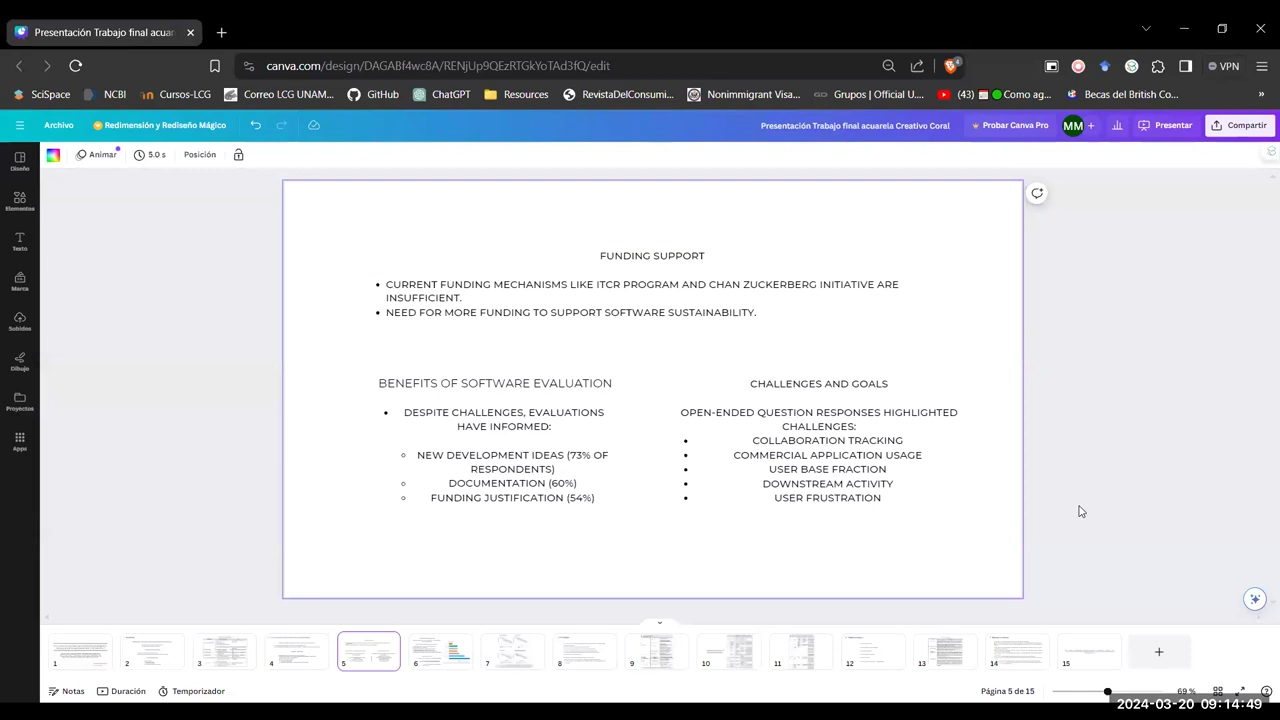 Presentación Trabajo final acuar
canva.com/design/DAGABf4wc8A/RENjUp9QEzRTGkYoTAd3fQ/edit
4
VPN
SciSpace
NCBI
Cursos-LCG
Correo LCG UNAM...
GitHub
ChatGPT
Resources
RevistaDelConsumi...
Nonimmigrant Visa...
Grupos | Official U...
(43) Como ag...
Becas del British Co...
»
Archivo
Redimensión y Rediseño Mágico
Presentación Trabajo final acuarela Creativo Coral
Probar Canva Pro
MM
Presentar
Compartir
Animar
5.0 s
Posición
Diseño
Elementos
Texto
Marca
Subidos
Dibujo
Proyectos
Apps
FUNDING SUPPORT
• CURRENT FUNDING MECHANISMS LIKE ITCR PROGRAM AND CHAN ZUCKERBERG INITIATIVE ARE
INSUFFICIENT.
• NEED FOR MORE FUNDING TO SUPPORT SOFTWARE SUSTAINABILITY.
BENEFITS OF SOFTWARE EVALUATION
• DESPITE CHALLENGES, EVALUATIONS
HAVE INFORMED:
NEW DEVELOPMENT IDEAS (73% OF
RESPONDENTS)
DOCUMENTATION (60%)
FUNDING JUSTIFICATION (54%)
CHALLENGES AND GOALS
OPEN-ENDED QUESTION RESPONSES HIGHLIGHTED
CHALLENGES:
• COLLABORATION TRACKING
• COMMERCIAL APPLICATION USAGE
• USER BASE FRACTION
• DOWNSTREAM ACTIVITY
• USER FRUSTRATION
1
2
3
4
5
6
7
8
9
10
11
12
13
14
15
Notas
Duración
Temporizador
Página 5 de 15
69 %
2024-03-20 09:14:49